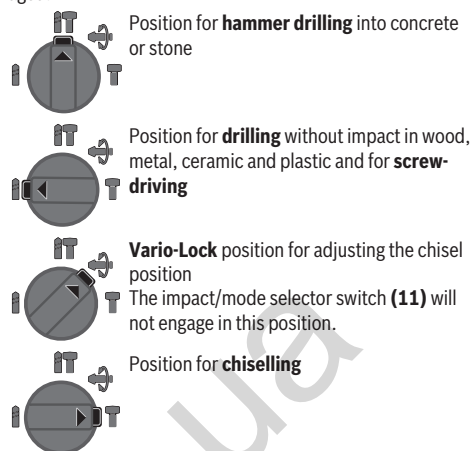 Position for hammer drilling into concrete
or stone
Position for drilling without impact in wood,
metal, ceramic and plastic and for screw-
driving
Vario-Lock position for adjusting the chisel
position
The impact/mode selector switch (11) will
not engage in this position.
Position for chiselling
ua